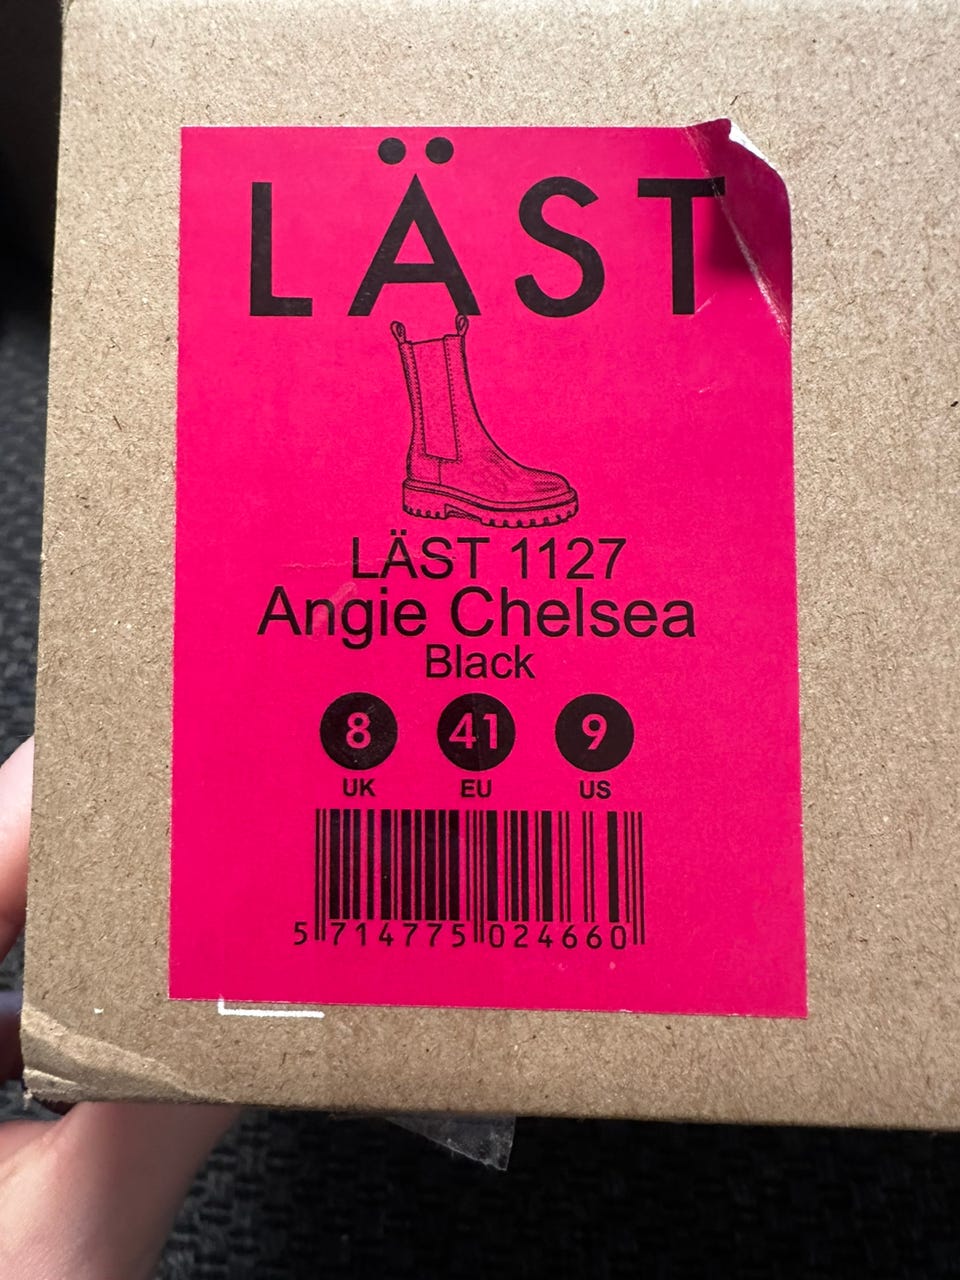 LÄST
LÄST 1127
Angie Chelsea
Black
8 41 9
UK EU US
5 714775 024660